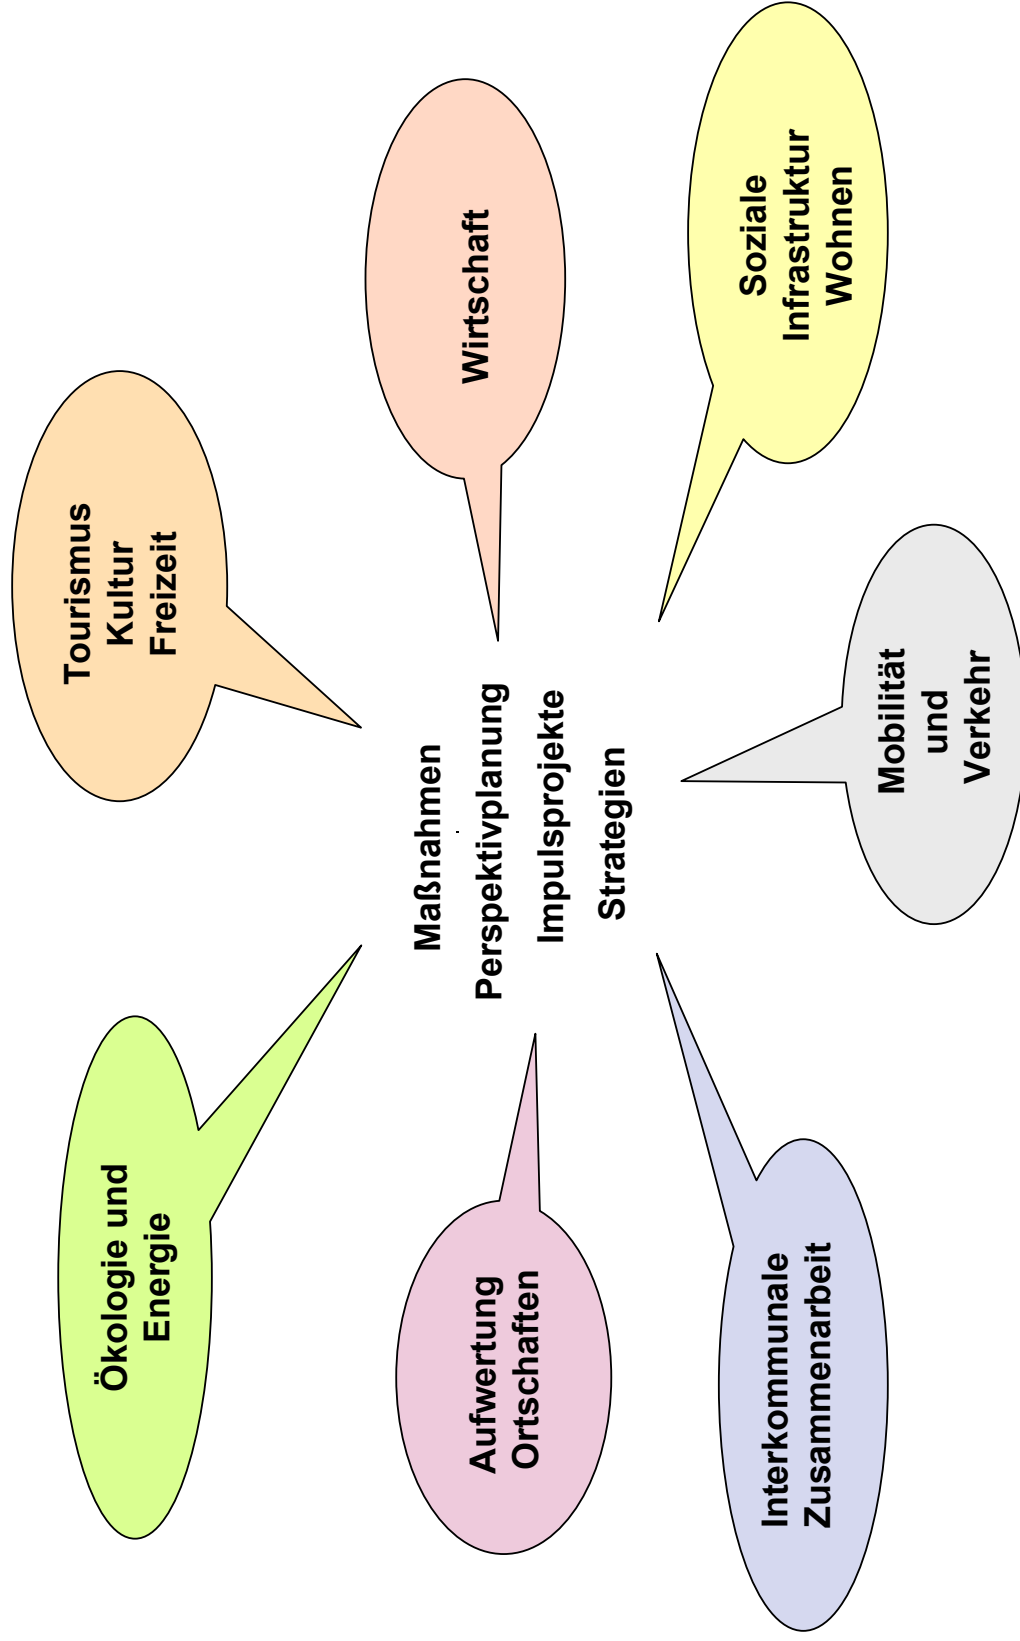 Ökologie und
Energie
Tourismus
Kultur
Freizeit
Aufwertung
Ortschaften
Maßnahmen
Perspektivplanung
Impulsprojekte
Strategien
Wirtschaft
Interkommunale
Zusammenarbeit
Mobilität
und
Verkehr
Soziale
Infrastruktur
Wohnen